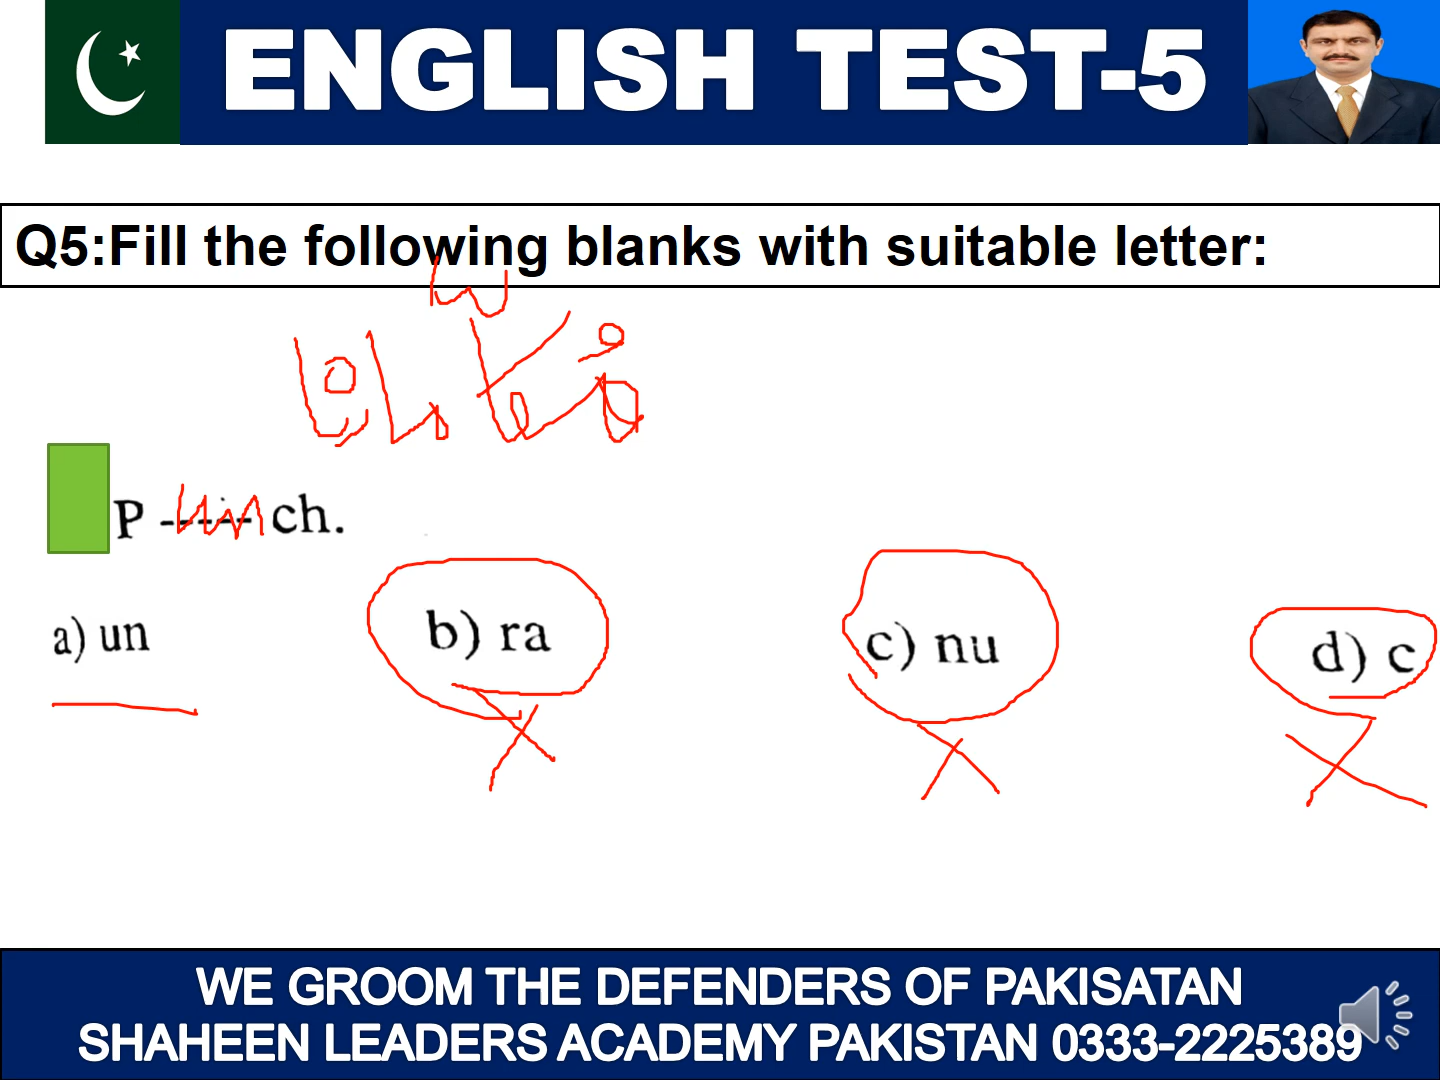 ENGLISH TEST-5
Q5:Fill the following blanks with suitable letter:
P ----- ch.
un
a) un
b) ra
c) nu
d) c
WE GROOM THE DEFENDERS OF PAKISATAN
SHAHEEN LEADERS ACADEMY PAKISTAN 0333-2225389